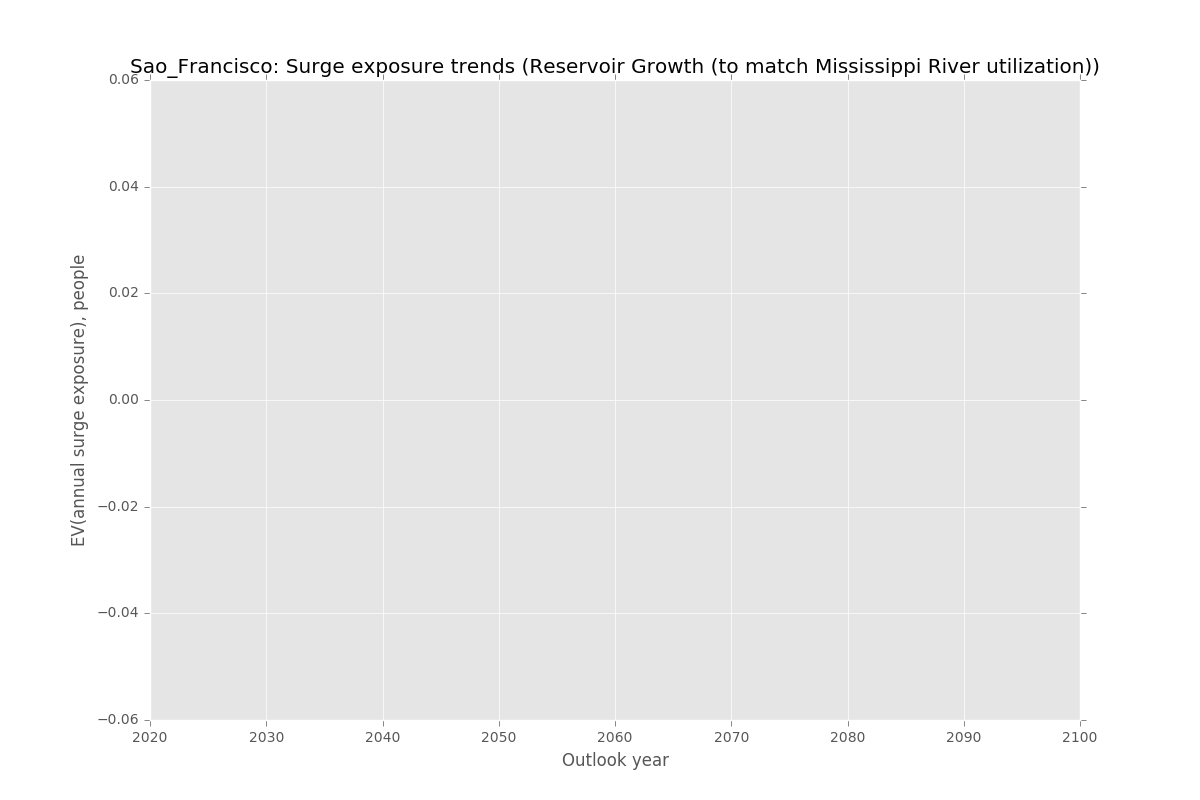 Sao_Francisco: Surge exposure trends (Reservoir Growth (to match Mississippi River utilization))
0.06
0.04
0.02
0.00
−0.02
−0.04
−0.06
EV(annual surge exposure), people
2020 2030 2040 2050 2060 2070 2080 2090 2100
Outlook year